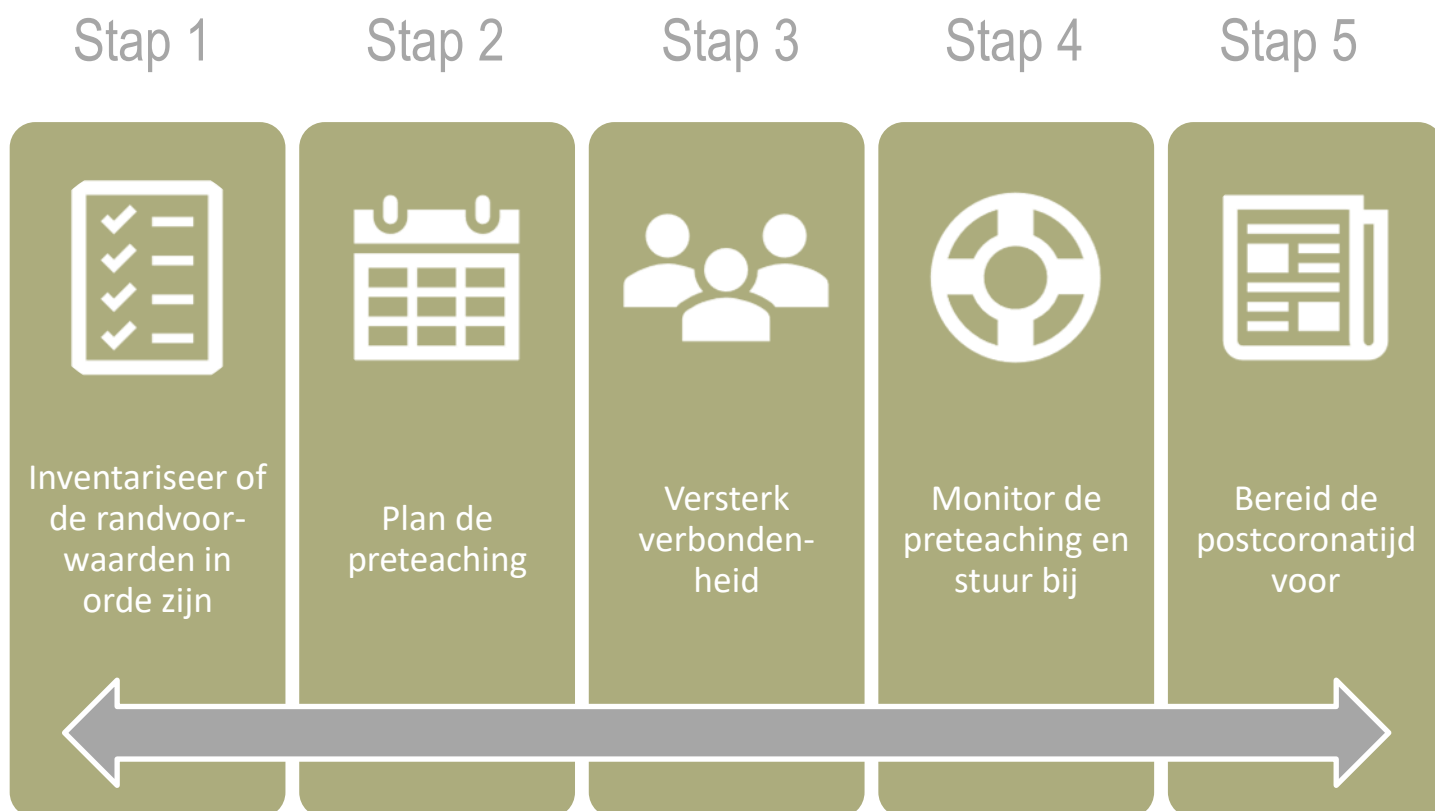 Stap 1
Stap 2
Stap 3
Stap 4
Stap 5
Inventariseer of
de randvoor-
waarden in
orde zijn
Plan de
preteaching
Versterk
verbonden-
heid
Monitor de
preteaching en
stuur bij
Bereid de
postcoronatijd
voor